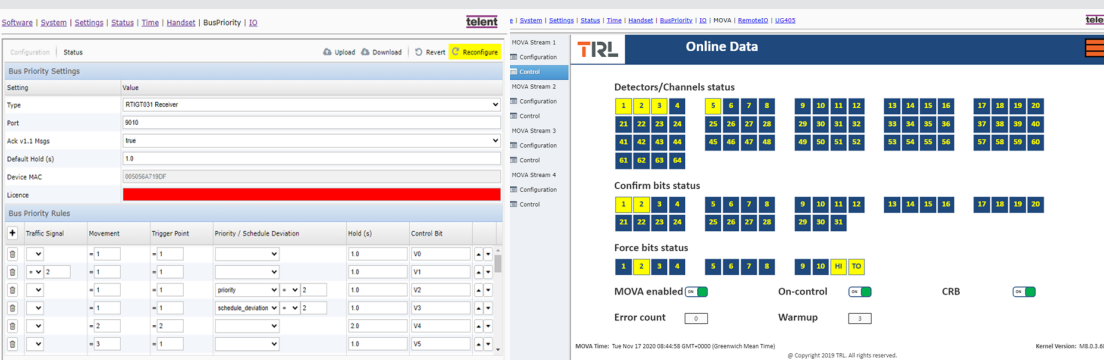 Software | System | Settings | Status | Time | Handset | BusPriority | IO
telent
Configuration Status
Upload Download Revert Reconfigure
Bus Priority Settings
Setting Value
Type RTIGT031 Receiver
Port 9010
Ack v1.1 Msgs true
Default Hold (s) 1.0
Device MAC 005056A719DF
Licence
Bus Priority Rules
+ Traffic Signal Movement Trigger Point Priority / Schedule Deviation Hold (s) Control Bit
= 1 = 1 1.0 V0
= 2 = 1 = 1 1.0 V1
= 1 = 1 priority = 2 1.0 V2
= 1 = 1 schedule_deviation = 2 1.0 V3
= 2 = 2 2.0 V4
= 3 = 1 1.0 V5
| System | Settings | Status | Time | Handset | BusPriority | IO | MOVA | RemoteIO | UG405
MOVA Stream 1
Configuration
Control
MOVA Stream 2
Configuration
Control
MOVA Stream 3
Configuration
Control
MOVA Stream 4
Configuration
Control
TRL
Online Data
Detectors/Channels status
1 2 3 4 5 6 7 8 9 10 11 12 13 14 15 16 17 18 19 20
21 22 23 24 25 26 27 28 29 30 31 32 33 34 35 36 37 38 39 40
41 42 43 44 45 46 47 48 49 50 51 52 53 54 55 56 57 58 59 60
61 62 63 64
Confirm bits status
1 2 3 4 5 6 7 8 9 10 11 12 13 14 15 16 17 18 19 20
21 22 23 24 25 26 27 28 29 30 31
Force bits status
1 2 3 4 5 6 7 8 9 10 HI TO
MOVA enabled ON On-control ON CRB ON
Error count 0 Warmup 3
MOVA Time: Tue Nov 17 2020 08:44:58 GMT+0000 (Greenwich Mean Time)
Kernel Version:
@ Copyright 2019 TRL. All rights reserved.